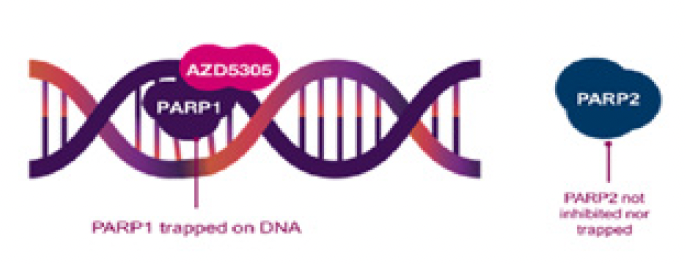 AZD5305
PARP1
PARP1 trapped on DNA
PARP2
PARP2 not
inhibited nor
trapped